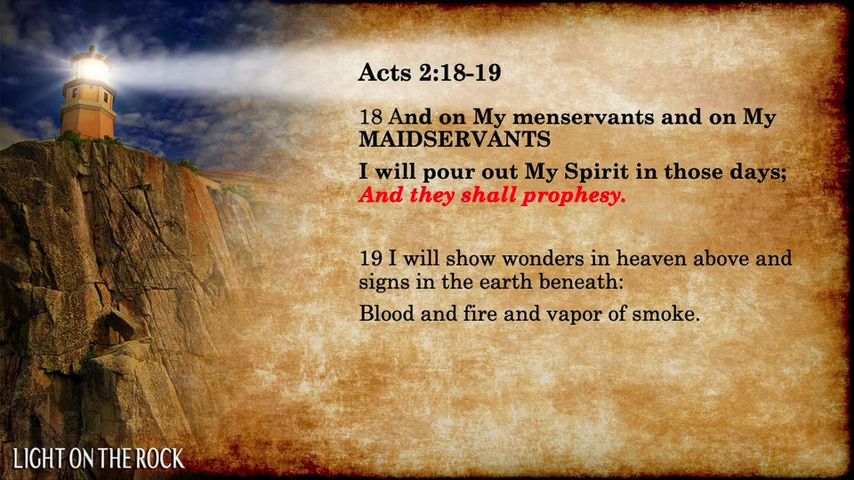 Acts 2:18-19
18 And on My menservants and on My
MAIDSERVANTS
I will pour out My Spirit in those days;
And they shall prophesy.
19 I will show wonders in heaven above and
signs in the earth beneath:
Blood and fire and vapor of smoke.
LIGHT ON THE ROCK